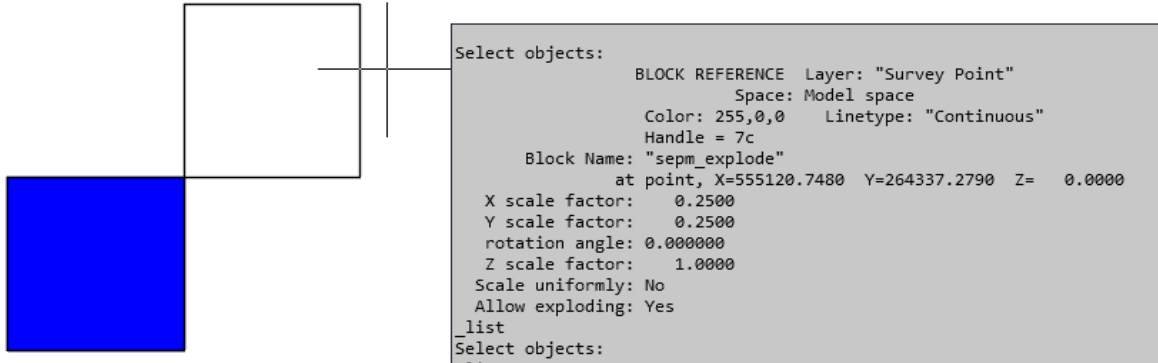 Select objects:
BLOCK REFERENCE  Layer: "Survey Point"
Space: Model space
Color: 255,0,0    Linetype: "Continuous"
Handle = 7c
Block Name: "sepm_explode"
at point, X=555120.7480  Y=264337.2790  Z=   0.0000
X scale factor:    0.2500
Y scale factor:    0.2500
rotation angle: 0.000000
Z scale factor:    1.0000
Scale uniformly: No
Allow exploding: Yes
_list
Select objects: